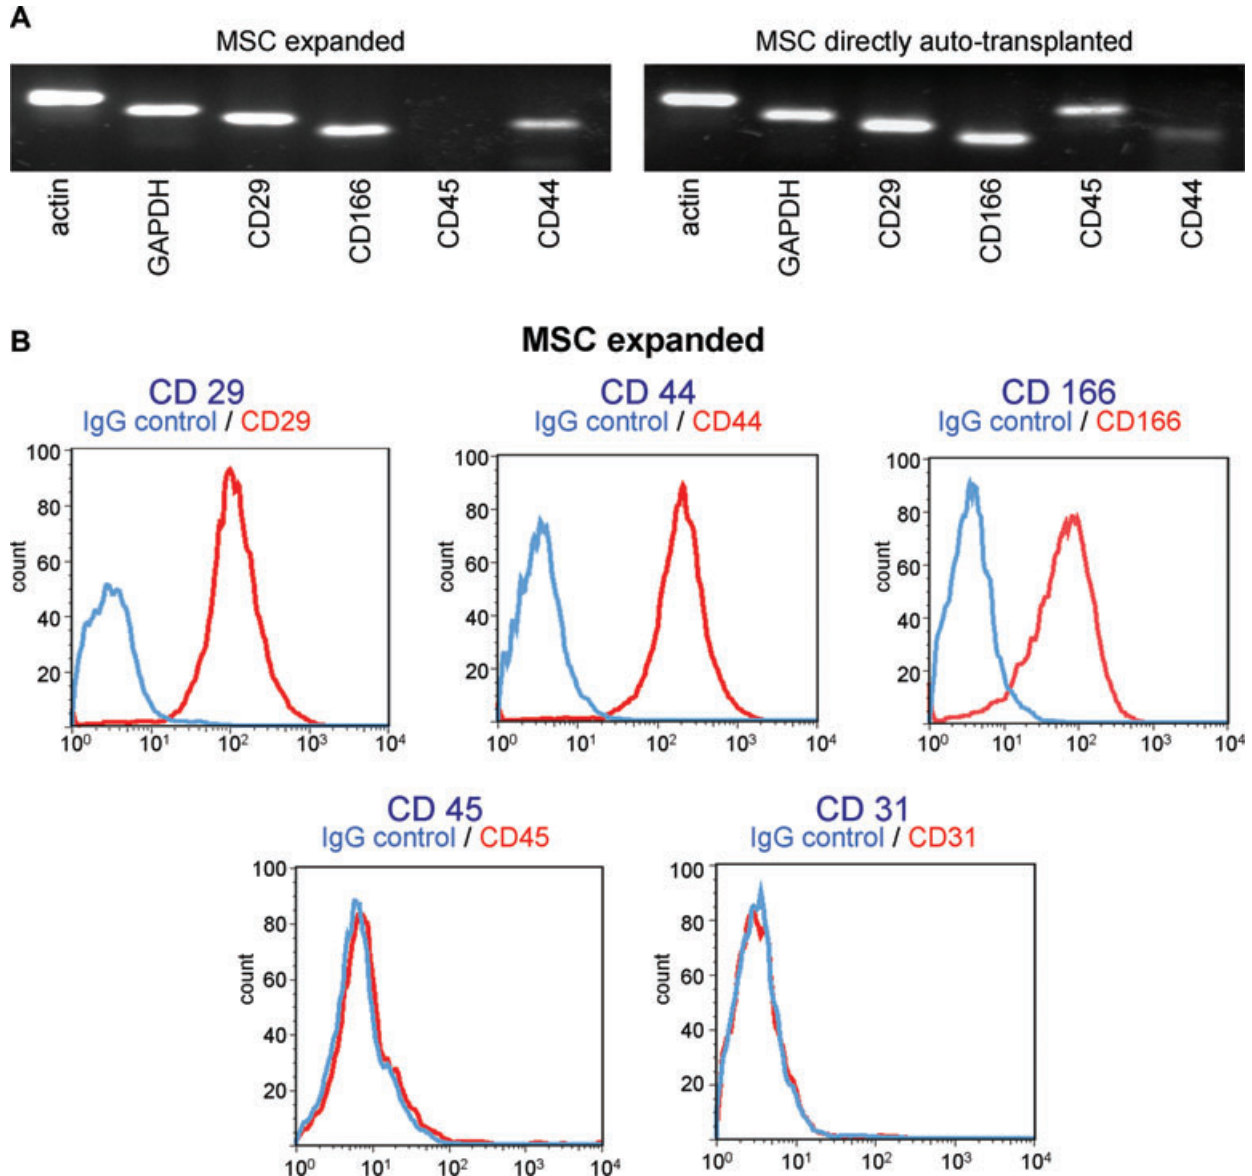 A
MSC expanded
MSC directly auto-transplanted
actin
GAPDH
CD29
CD166
CD45
CD44
actin
GAPDH
CD29
CD166
CD45
CD44
B
MSC expanded
CD 29
IgG control / CD29
count
100
80
60
40
20
10⁰ 10¹ 10² 10³ 10⁴
CD 44
IgG control / CD44
count
100
80
60
40
20
10⁰ 10¹ 10² 10³ 10⁴
CD 166
IgG control / CD166
count
100
80
60
40
20
10⁰ 10¹ 10² 10³ 10⁴
CD 45
IgG control / CD45
count
100
80
60
40
20
10⁰ 10¹ 10² 10³ 10⁴
CD 31
IgG control / CD31
count
100
80
60
40
20
10⁰ 10¹ 10² 10³ 10⁴